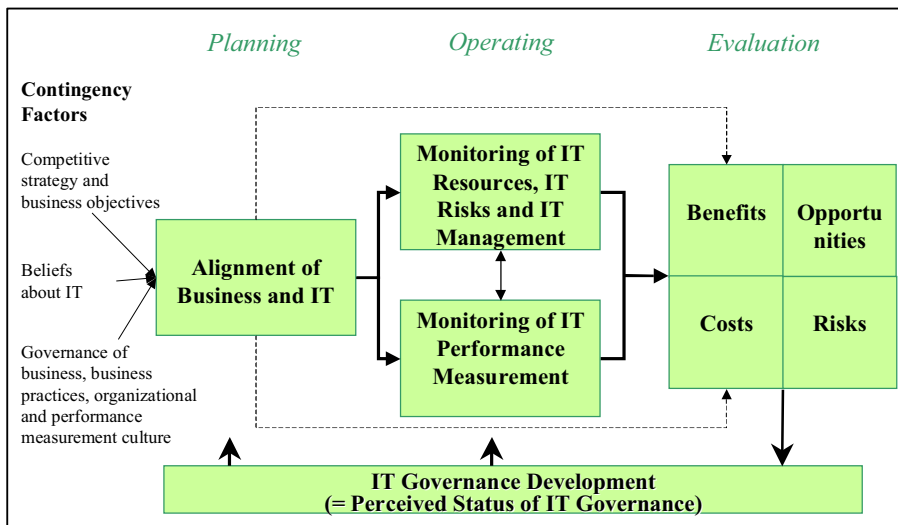 Planning
Operating
Evaluation
Contingency
Factors
Competitive
strategy and
business objectives
Beliefs
about IT
Governance of
business, business
practices, organizational
and performance
measurement culture
Alignment of
Business and IT
Monitoring of IT
Resources, IT
Risks and IT
Management
Monitoring of IT
Performance
Measurement
Benefits
Opportu
nities
Costs
Risks
IT Governance Development
(= Perceived Status of IT Governance)